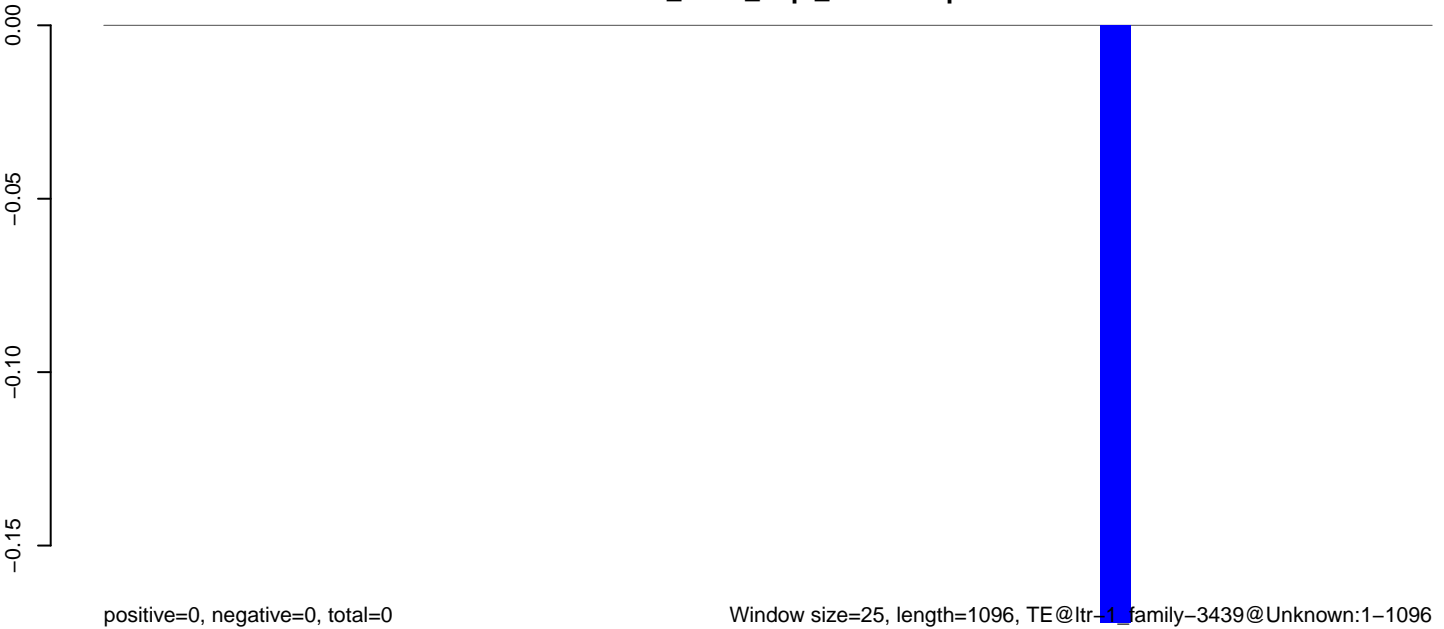 0.00
−0.05
−0.10
−0.15
positive=0, negative=0, total=0
Window size=25, length=1096, TE@ltr−1_family−3439@Unknown:1−1096